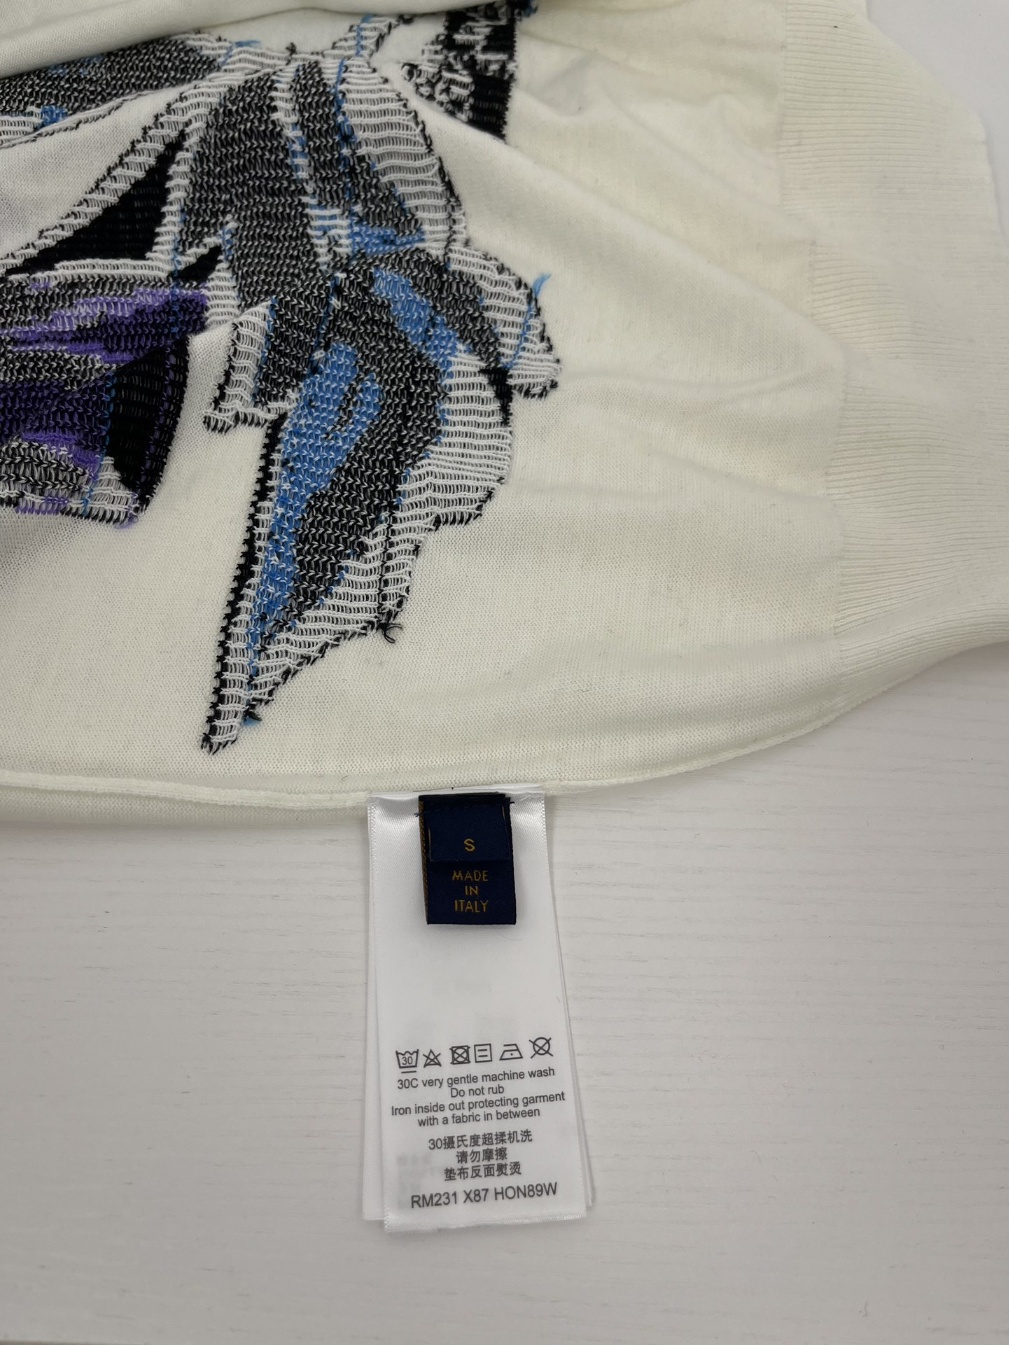 S
MADE
IN
ITALY
30
30C very gentle machine wash
Do not rub
Iron inside out protecting garment
with a fabric in between
30摄氏度超揉机洗
请勿摩擦
垫布反面熨烫
RM231 X87 HON89W